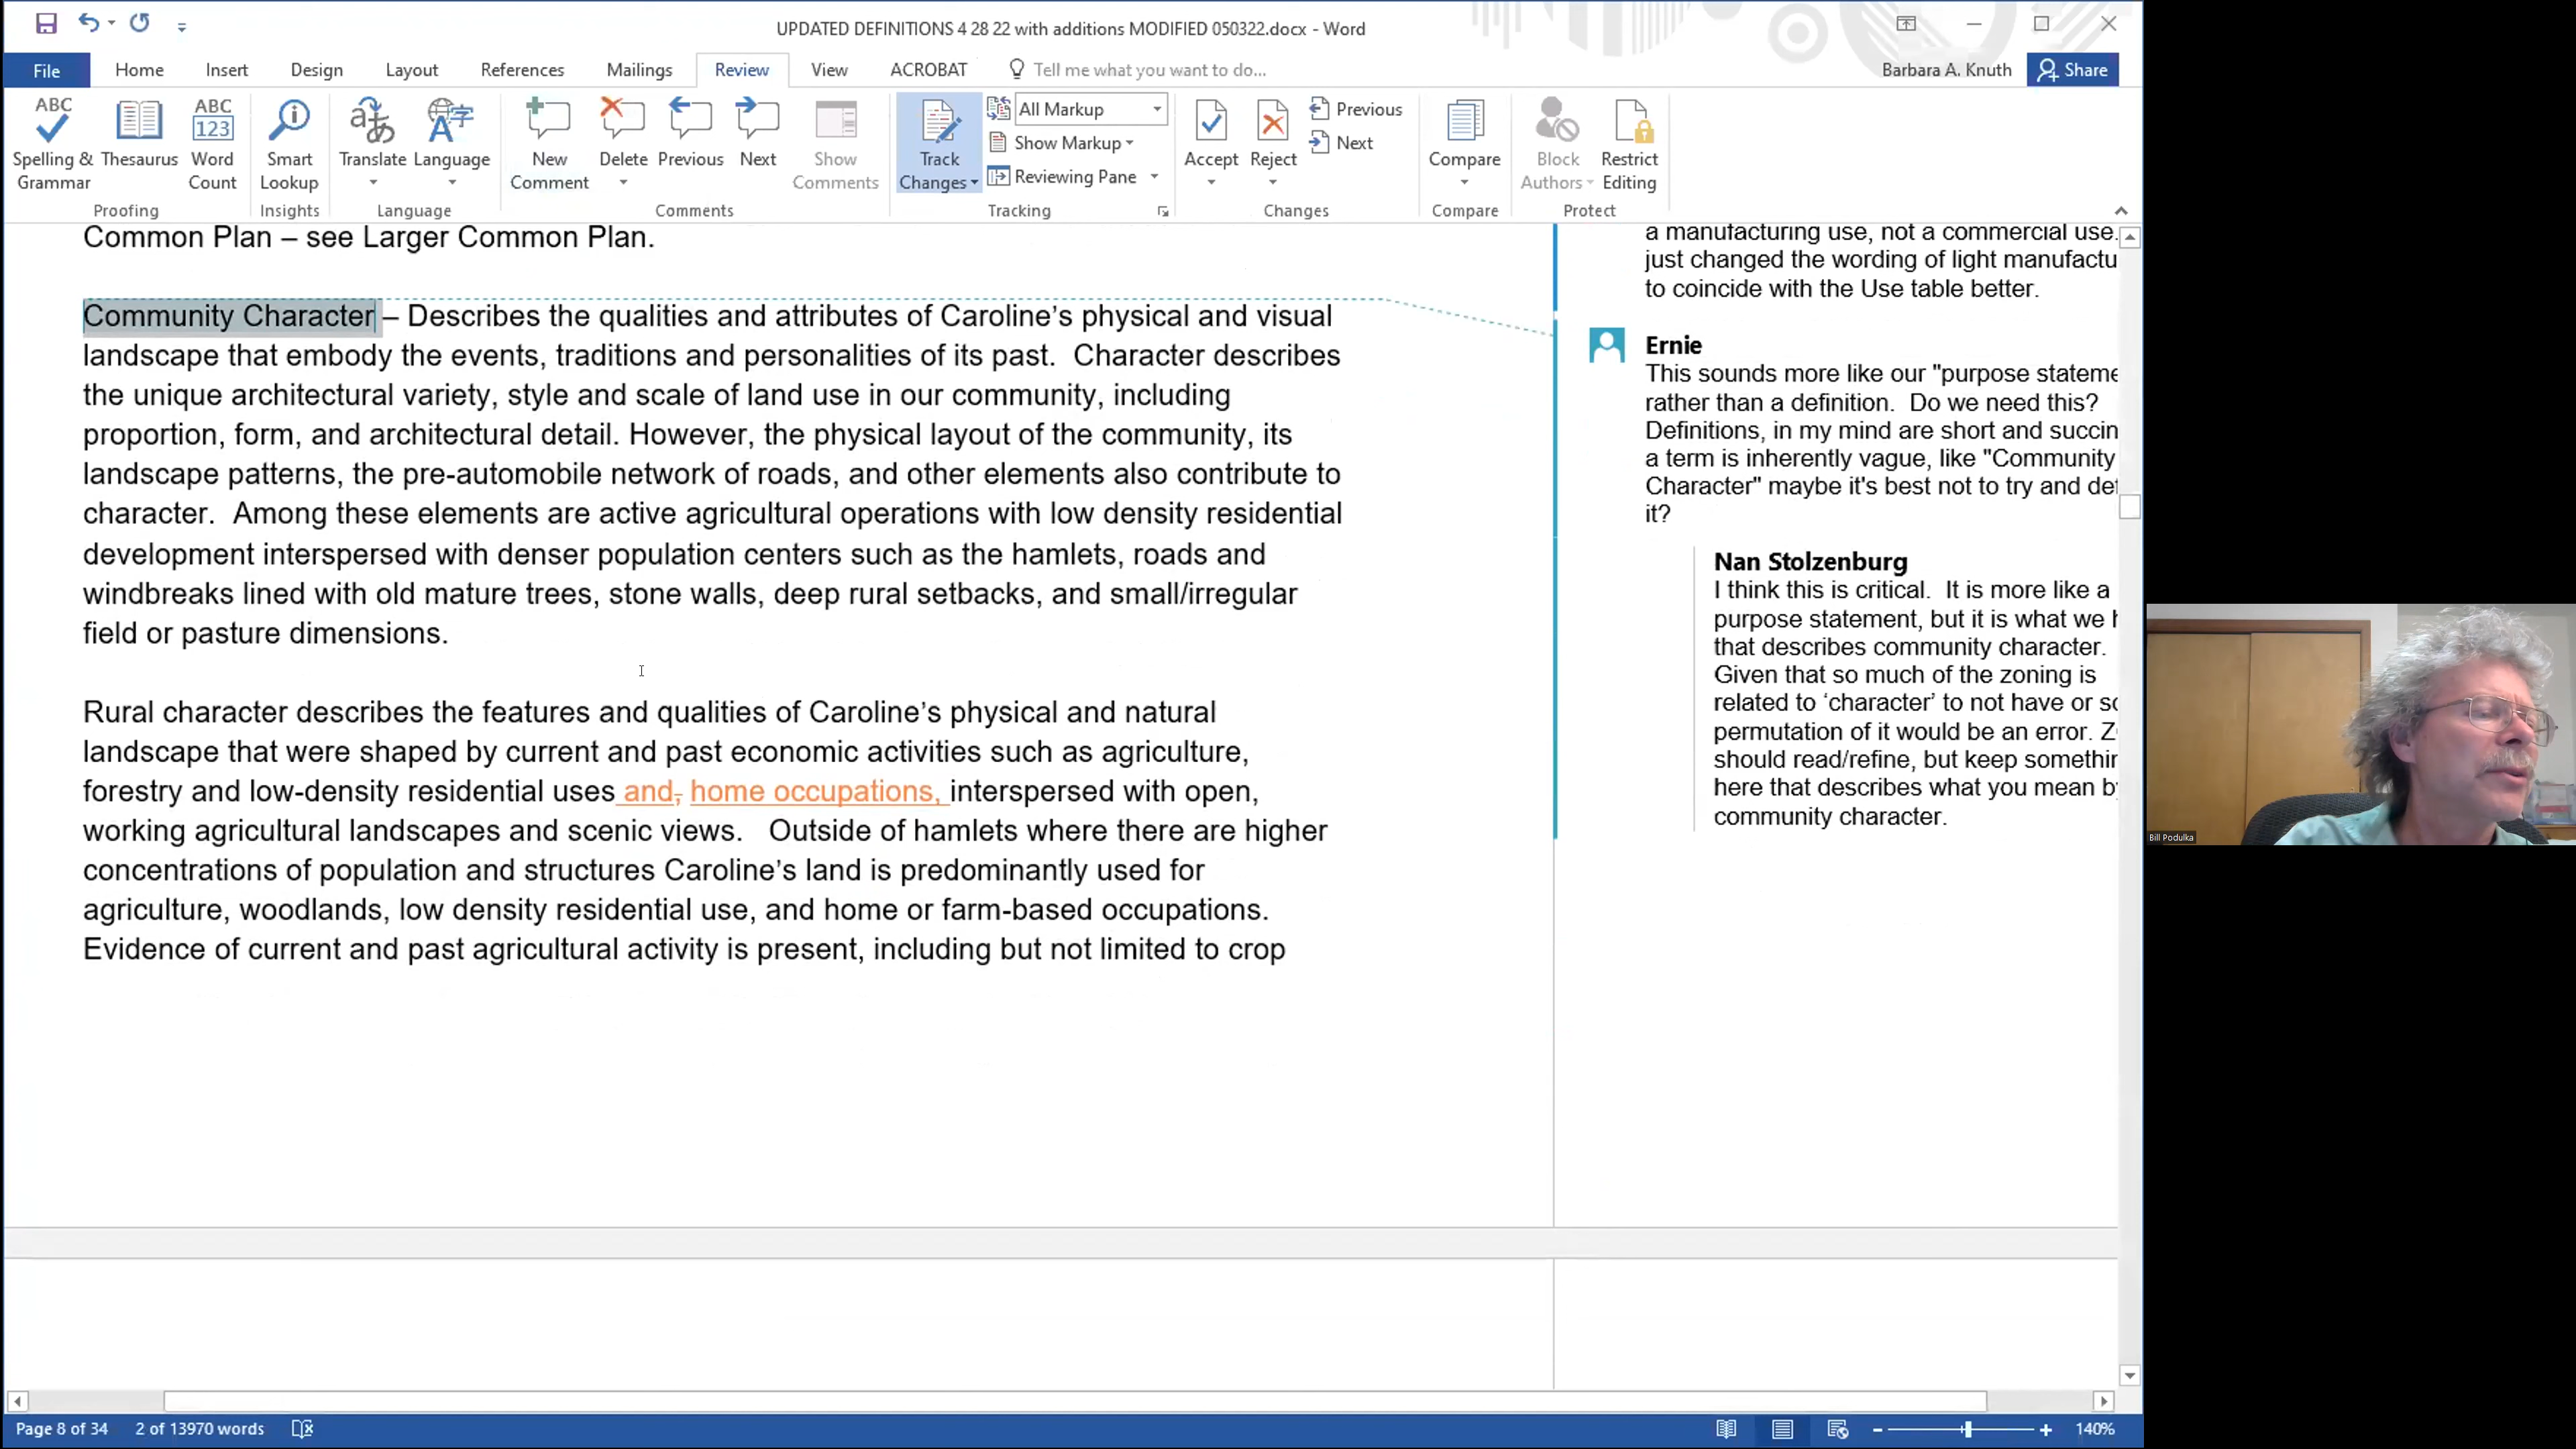 UPDATED DEFINITIONS 4 28 22 with additions MODIFIED 050322.docx - Word
File Home Insert Design Layout References Mailings Review View ACROBAT Tell me what you want to do... Barbara A. Knuth Share
ABC Spelling & Grammar
Thesaurus
ABC 123 Word Count
Smart Lookup
Translate
Language
New Comment
Delete
Previous
Next
Show Comments
Track Changes
All Markup
Show Markup
Reviewing Pane
Accept
Reject
Previous
Next
Compare
Block Authors
Restrict Editing
Proofing Insights Language Comments Tracking Changes Compare Protect
Common Plan – see Larger Common Plan.
Community Character – Describes the qualities and attributes of Caroline’s physical and visual
landscape that embody the events, traditions and personalities of its past.  Character describes
the unique architectural variety, style and scale of land use in our community, including
proportion, form, and architectural detail. However, the physical layout of the community, its
landscape patterns, the pre-automobile network of roads, and other elements also contribute to
character.  Among these elements are active agricultural operations with low density residential
development interspersed with denser population centers such as the hamlets, roads and
windbreaks lined with old mature trees, stone walls, deep rural setbacks, and small/irregular
field or pasture dimensions.
Rural character describes the features and qualities of Caroline’s physical and natural
landscape that were shaped by current and past economic activities such as agriculture,
forestry and low-density residential uses and, home occupations, interspersed with open,
working agricultural landscapes and scenic views.   Outside of hamlets where there are higher
concentrations of population and structures Caroline’s land is predominantly used for
agriculture, woodlands, low density residential use, and home or farm-based occupations.
Evidence of current and past agricultural activity is present, including but not limited to crop
a manufacturing use, not a commercial use.
just changed the wording of light manufactu
to coincide with the Use table better.
Ernie
This sounds more like our "purpose stateme
rather than a definition.  Do we need this?
Definitions, in my mind are short and succin
a term is inherently vague, like "Community
Character" maybe it's best not to try and def
it?
Nan Stolzenburg
I think this is critical.  It is more like a
purpose statement, but it is what we h
that describes community character.
Given that so much of the zoning is
related to ‘character’ to not have or so
permutation of it would be an error. Z
should read/refine, but keep somethin
here that describes what you mean by
community character.
Bill Podulka
Page 8 of 34 2 of 13970 words 140%